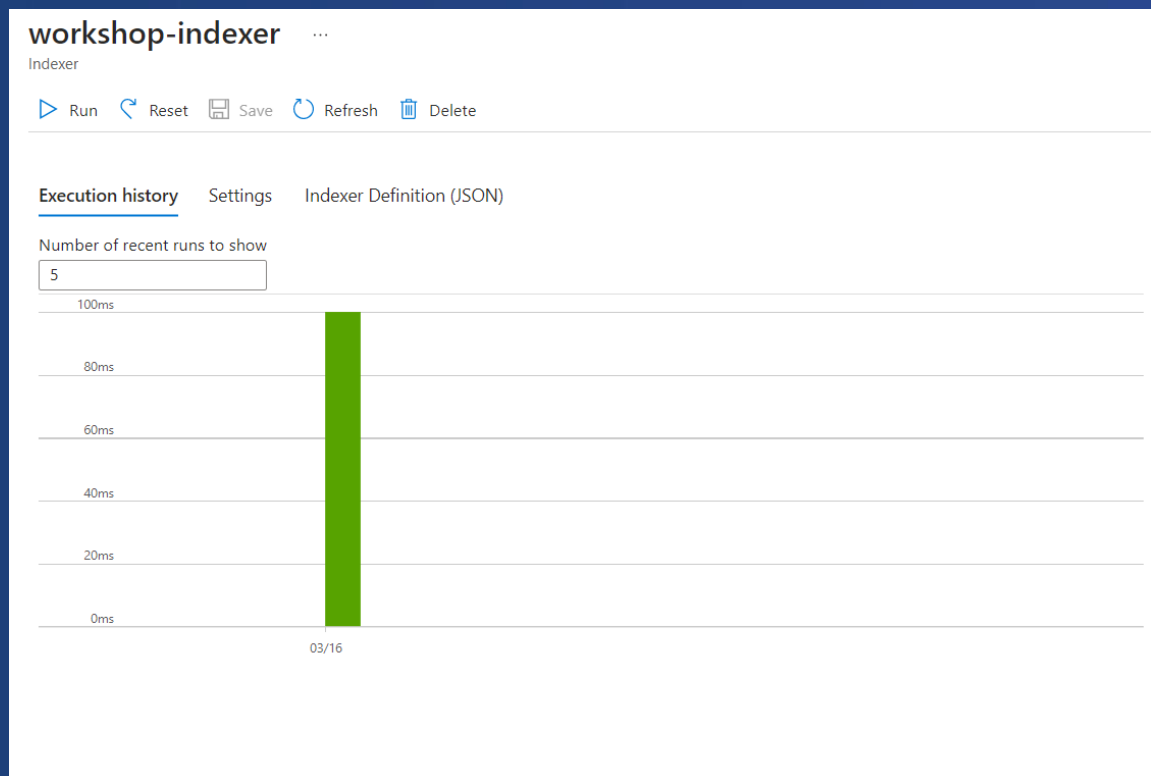 workshop-indexer ...
Indexer
Run Reset Save Refresh Delete
Execution history Settings Indexer Definition (JSON)
Number of recent runs to show
5
100ms
80ms
60ms
40ms
20ms
0ms
03/16